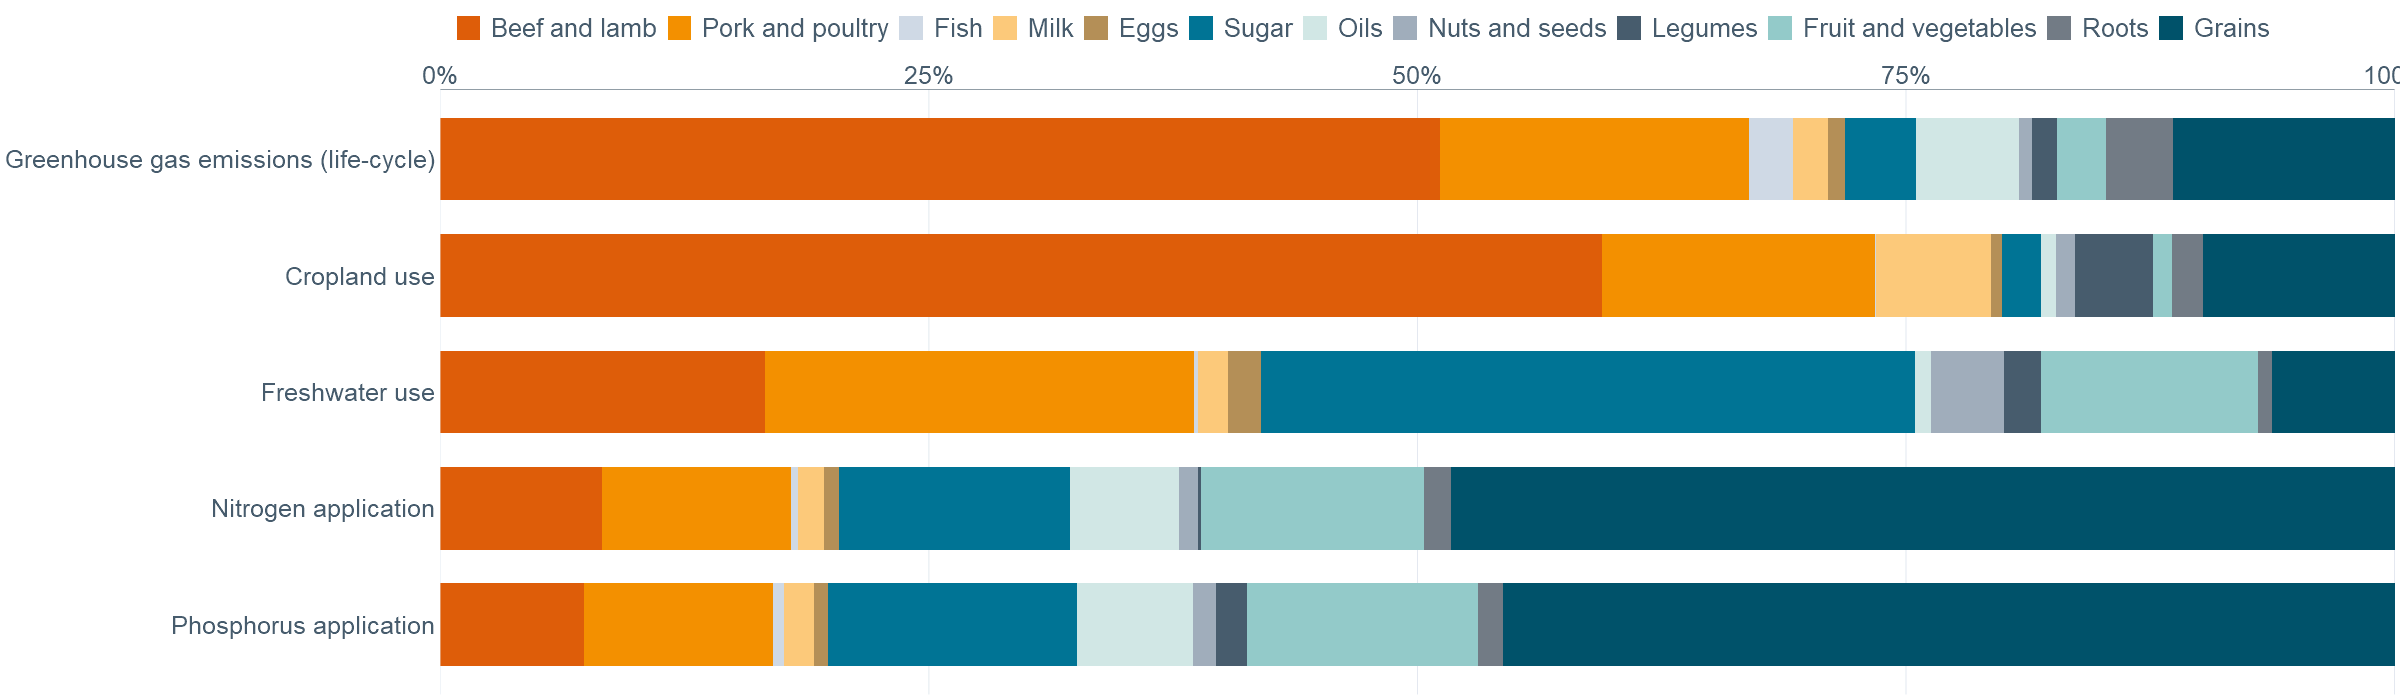 Beef and lamb Pork and poultry Fish Milk Eggs Sugar Oils Nuts and seeds Legumes Fruit and vegetables Roots Grains
0% 25% 50% 75% 100
Greenhouse gas emissions (life-cycle)
Cropland use
Freshwater use
Nitrogen application
Phosphorus application